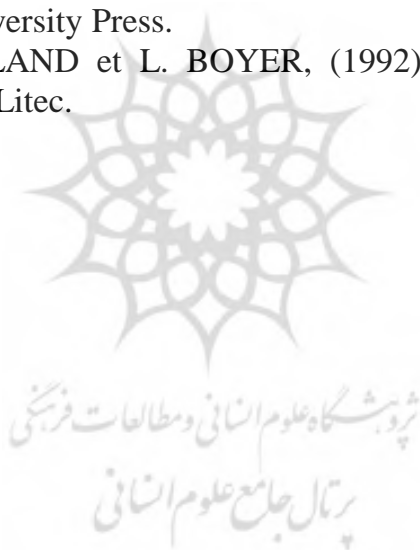 versity Press.
LAND et L. BOYER, (1992)
Litec.
پژوهشگاه علوم انسانی و مطالعات فرهنگی
پرتال جامع علوم انسانی